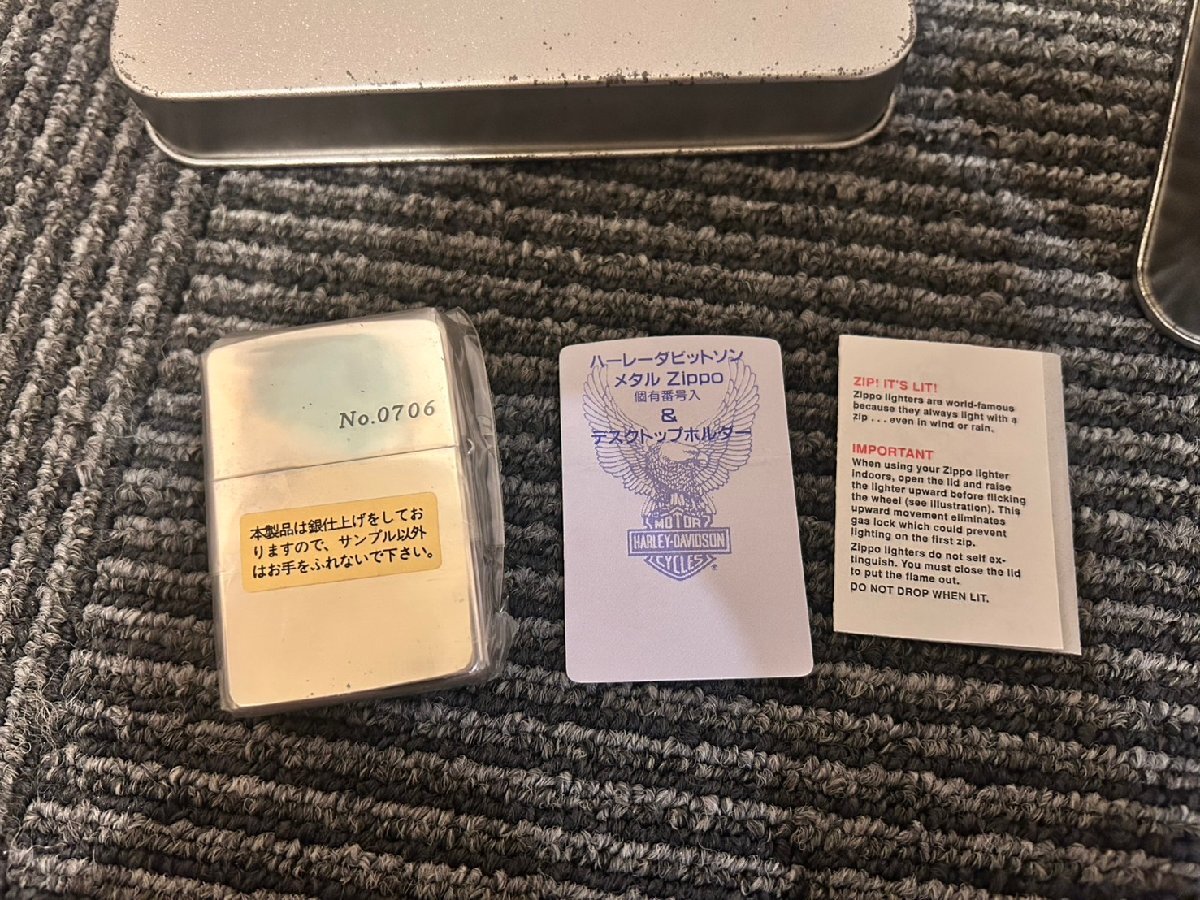 No.0706
本製品は銀仕上げをしてお
りますので、サンプル以外
はお手をふれないで下さい。
ハーレーダビットソン
メタル Zippo
個有番号入
&
デスクトップホルダー
MOTOR
HARLEY-DAVIDSON
CYCLES
ZIP! IT'S LIT!
Zippo lighters are world-famous
because they always light with a
zip . . . even in wind or rain.
IMPORTANT
When using your Zippo lighter
indoors, open the lid and raise
the lighter upward before flicking
the wheel (see illustration). This
upward movement eliminates
gas lock which could prevent
lighting on the first zip.
Zippo lighters do not self ex-
tinguish. You must close the lid
to put the flame out.
DO NOT DROP WHEN LIT.